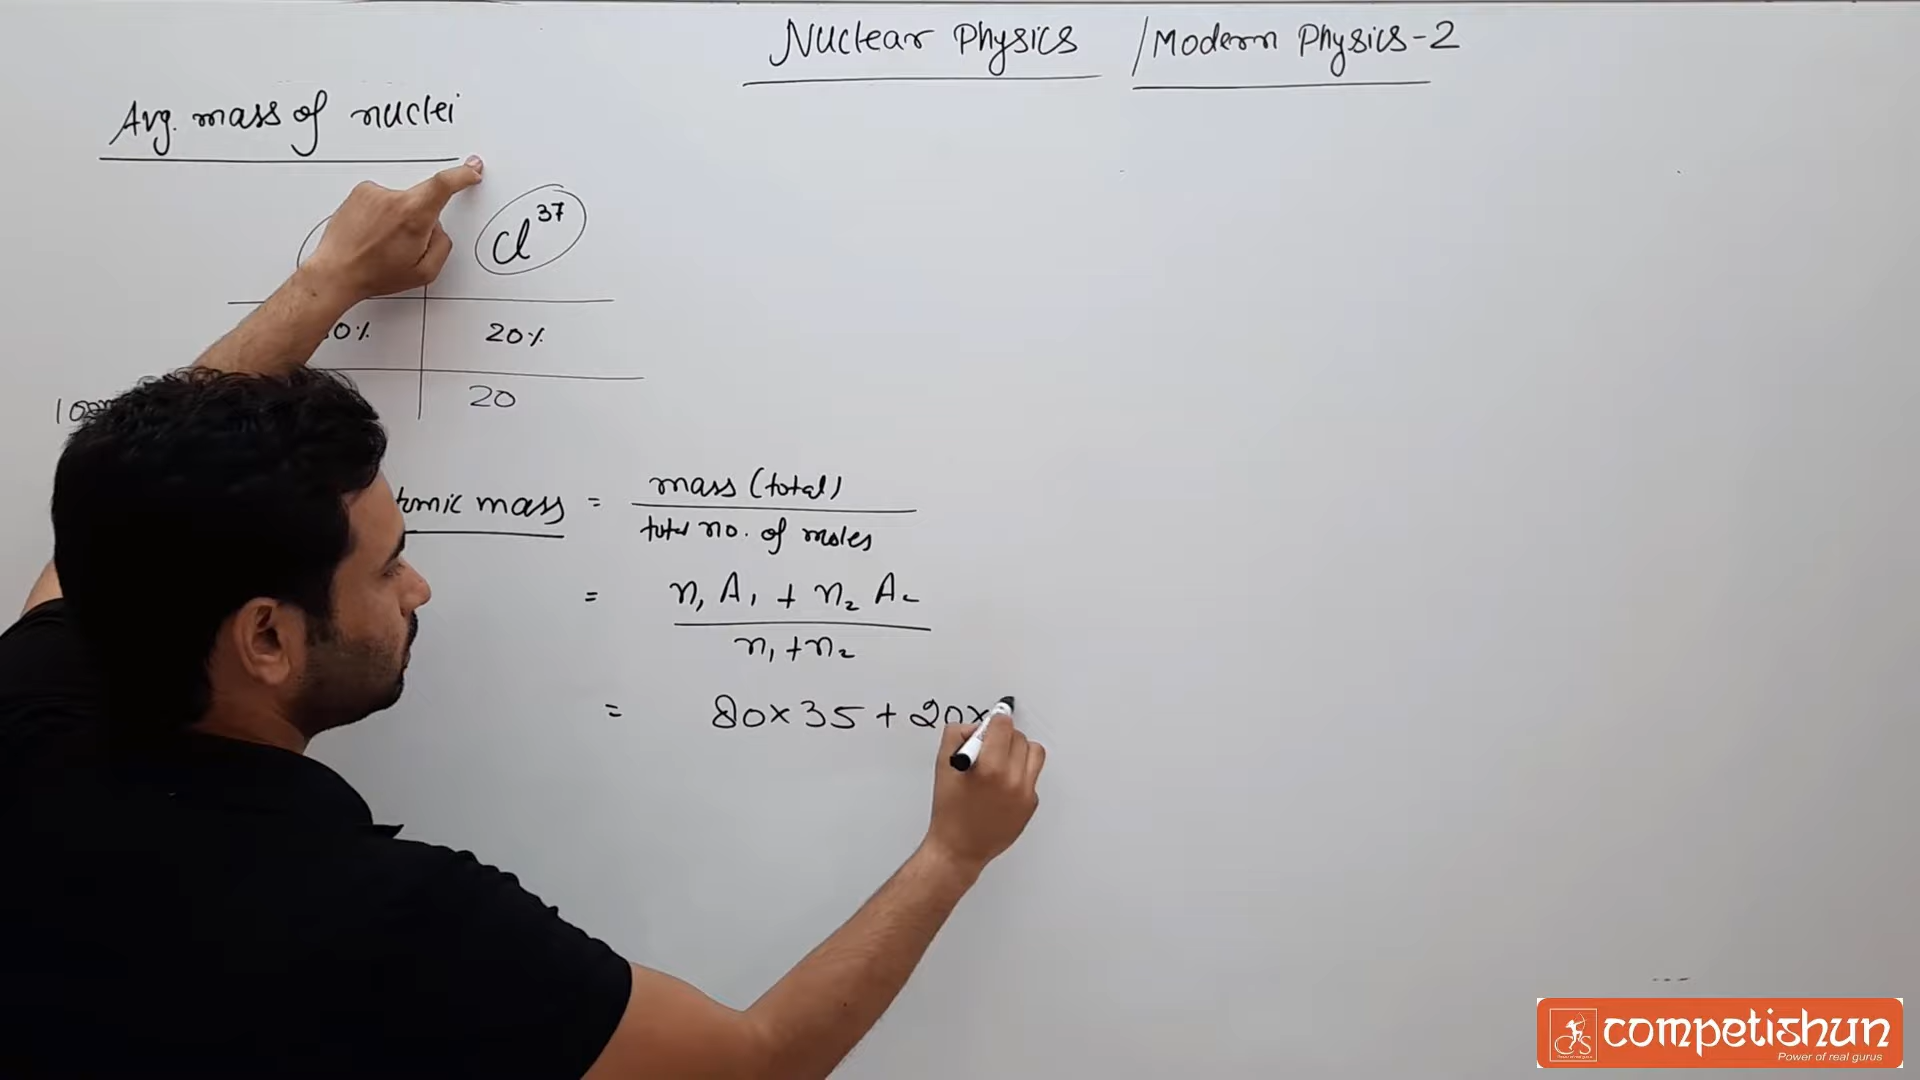 Nuclear Physics / Modern Physics-2
Avg. mass of nuclei
Cl³⁷
0% 20%
20
tomic mass = mass (total) / total no. of moles
= n₁ A₁ + n₂ A₂ / n₁ + n₂
= 80 x 35 + 20 x
competishun
Power of real gurus